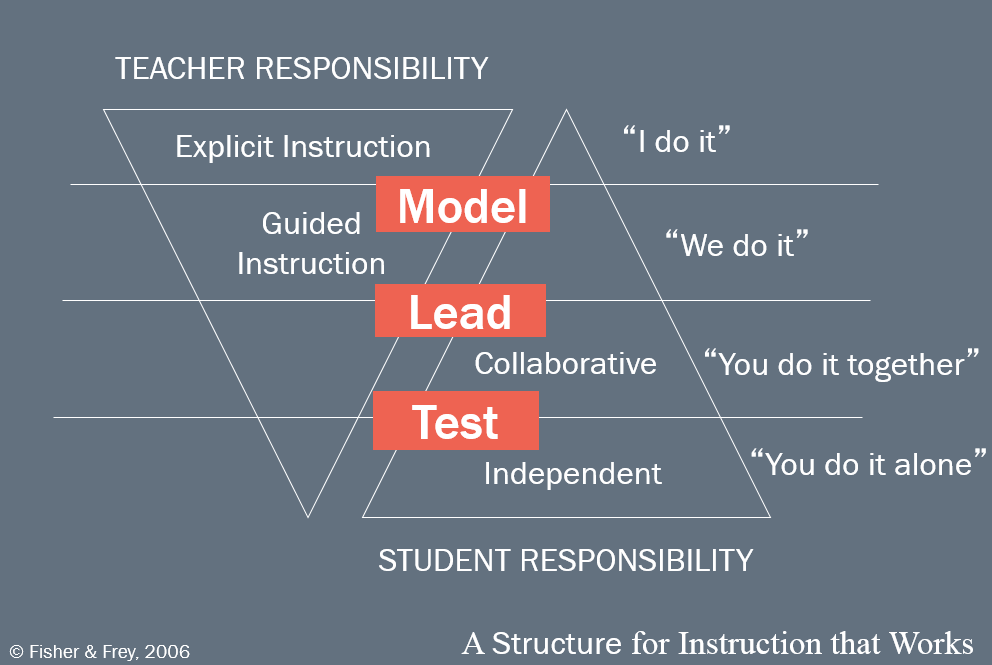 TEACHER RESPONSIBILITY
Explicit Instruction
“I do it”
Model
Guided
Instruction
“We do it”
Lead
Collaborative
“You do it together”
Test
Independent
“You do it alone”
STUDENT RESPONSIBILITY
A Structure for Instruction that Works
© Fisher & Frey, 2006